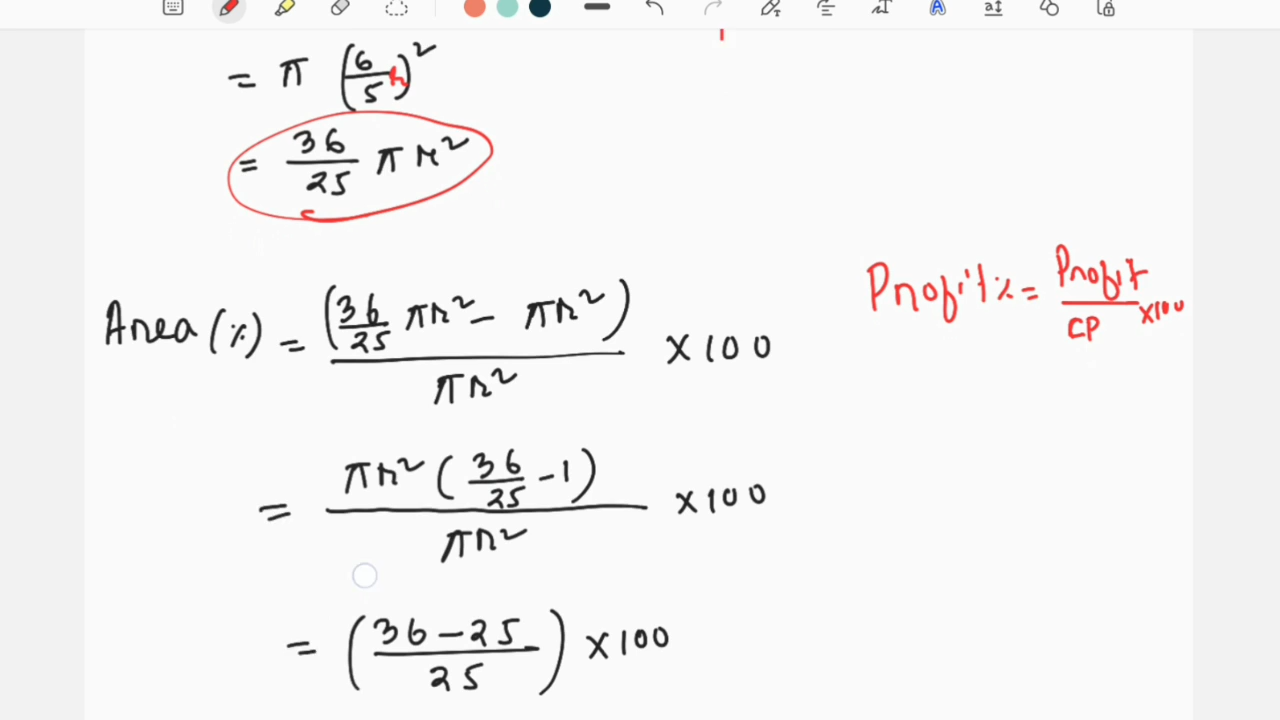 = π (6/5 r)²
= 36/25 π r²
Profit% = Profit/CP ×100
Area (%) = (36/25 πr² - πr²)/πr² × 100
= πr² (36/25 - 1)/πr² × 100
= (36 - 25/25) × 100